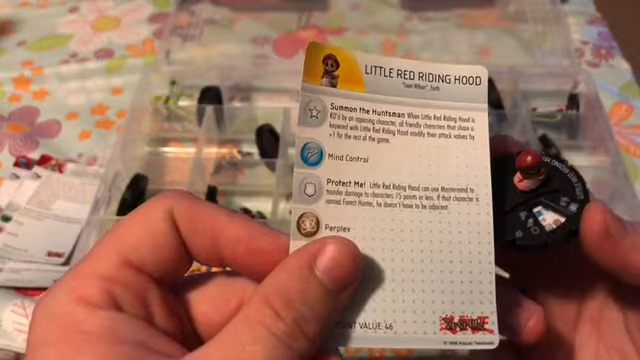 LITTLE RED RIDING HOOD
Summon the Huntsman When Little Red Riding Hood is
KO'd by an opposing character, all friendly characters that share a
keyword with Little Red Riding Hood modify their attack values by
+1 for the rest of the game.
Mind Control
Protect Me! Little Red Riding Hood can use Mastermind to
transfer damage to characters 75 points or less. If that character is
named Forest Hunter, he doesn't have to be adjacent.
Perplex
POINT VALUE: 46
© 1996 Kazuki Takahashi